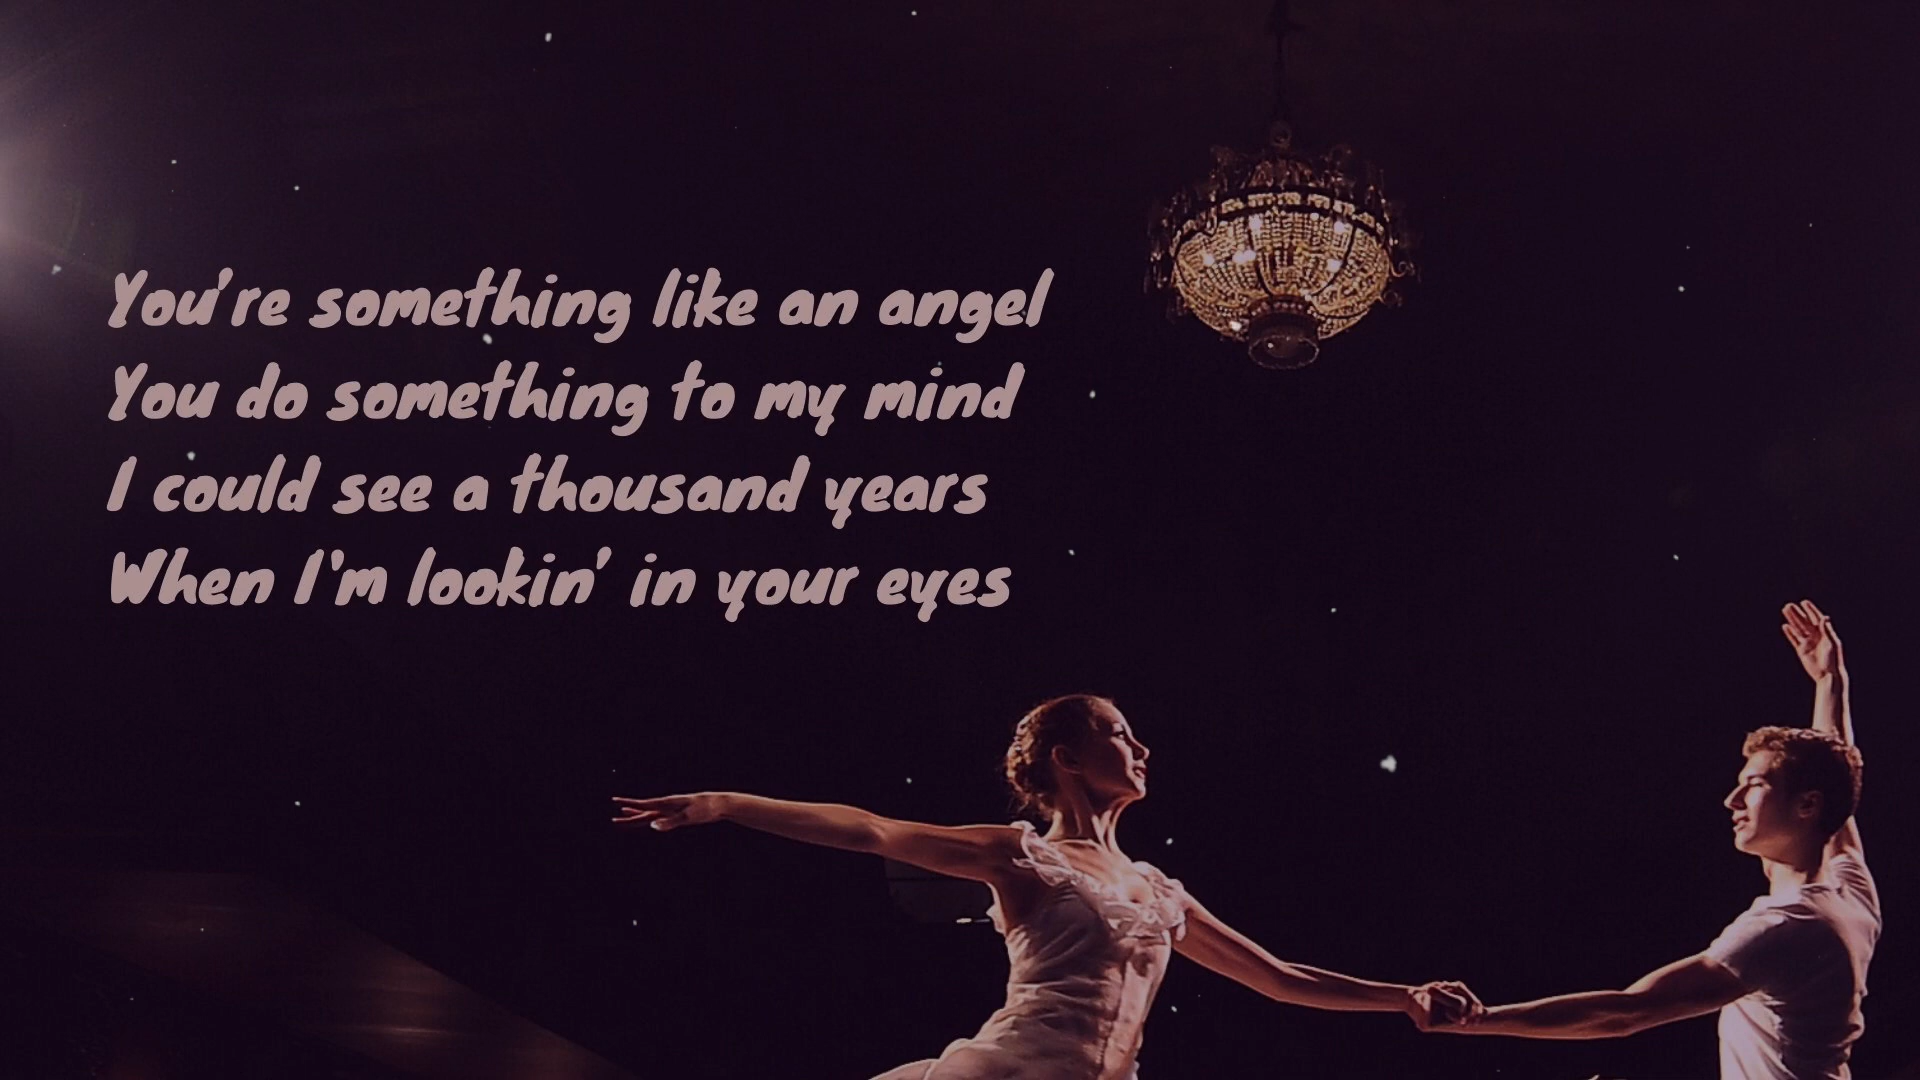 You're something like an angel
You do something to my mind
I could see a thousand years
When I'm lookin' in your eyes